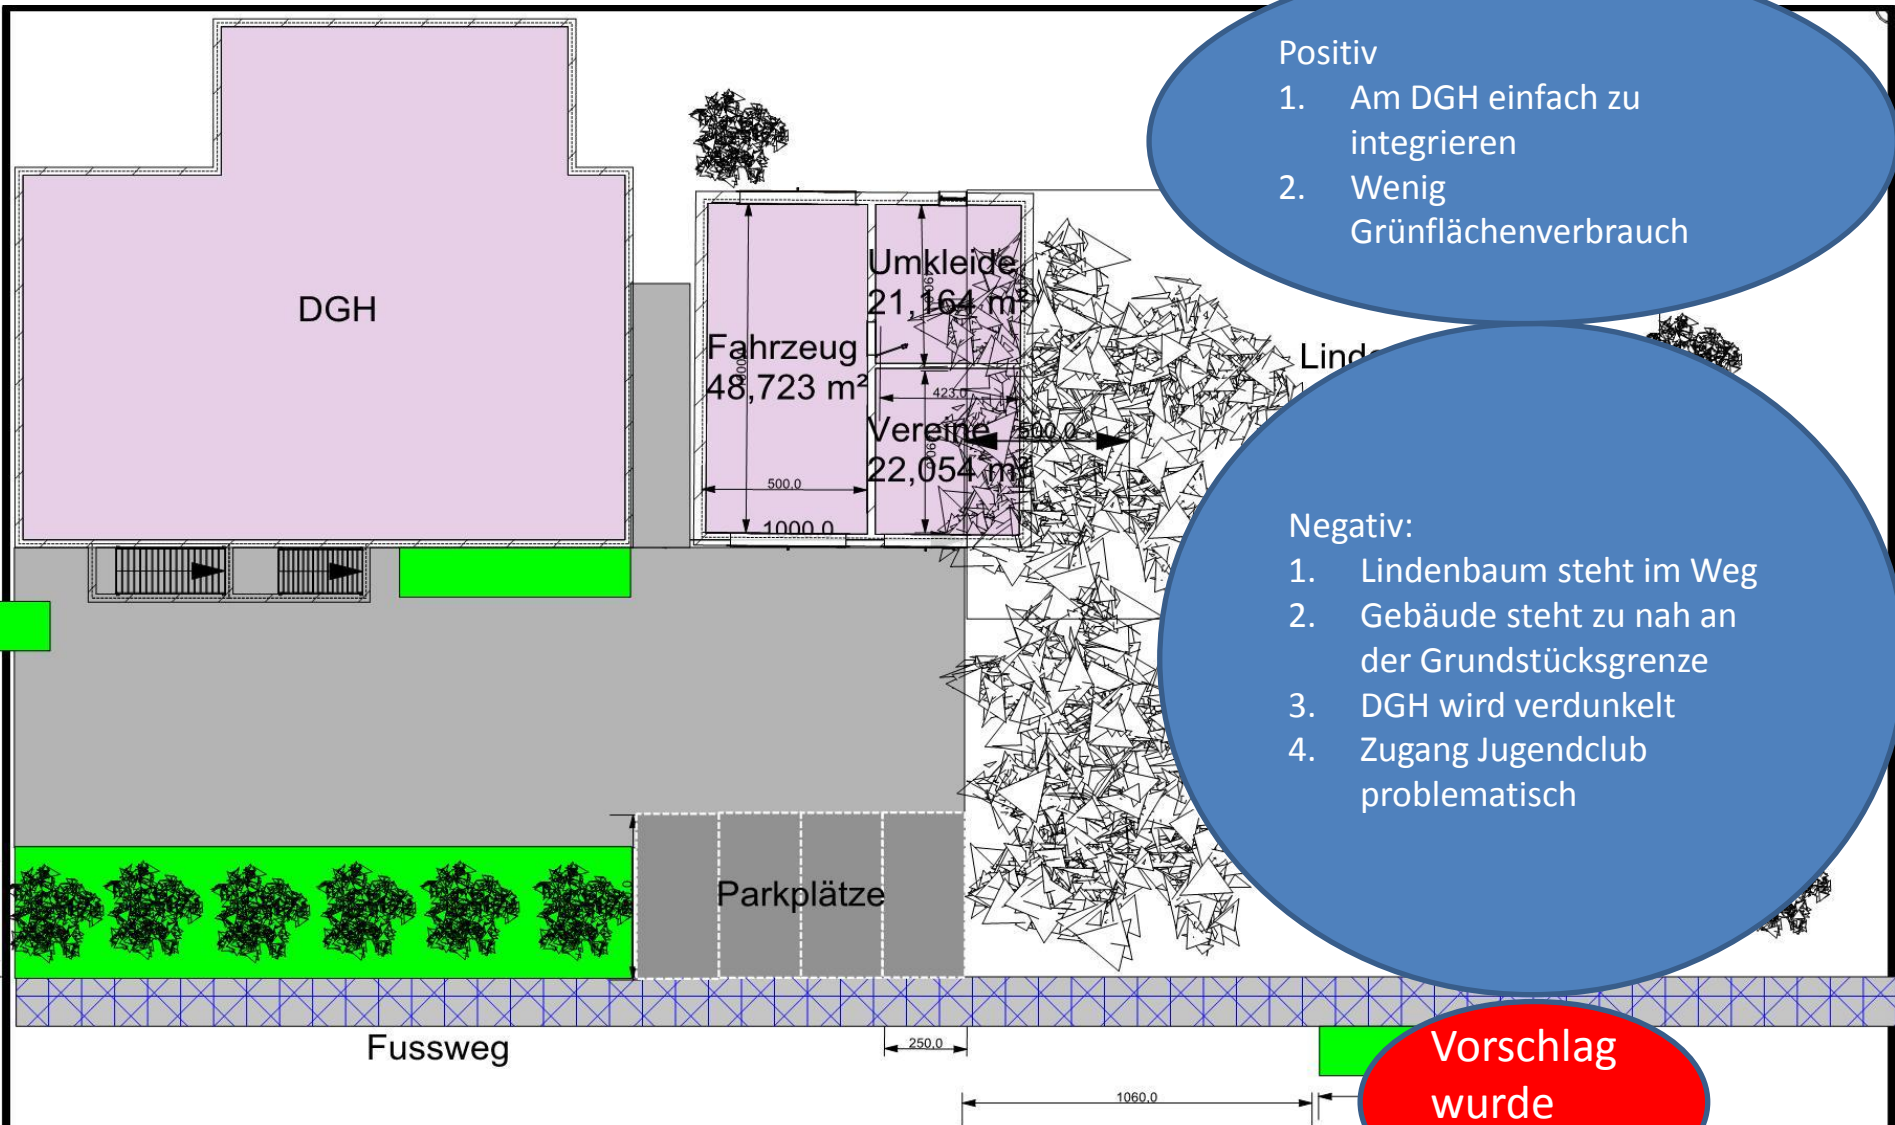 Positiv
1. Am DGH einfach zu
integrieren
2. Wenig
Grünflächenverbrauch
DGH
Umkleide
21,164 m²
Fahrzeug
48,723 m²
423,0
Vereine
500,0
22,054 m²
500,0
1000,0
Negativ:
1. Lindenbaum steht im Weg
2. Gebäude steht zu nah an
der Grundstücksgrenze
3. DGH wird verdunkelt
4. Zugang Jugendclub
problematisch
Parkplätze
Fussweg
250,0
1060,0
Vorschlag
wurde